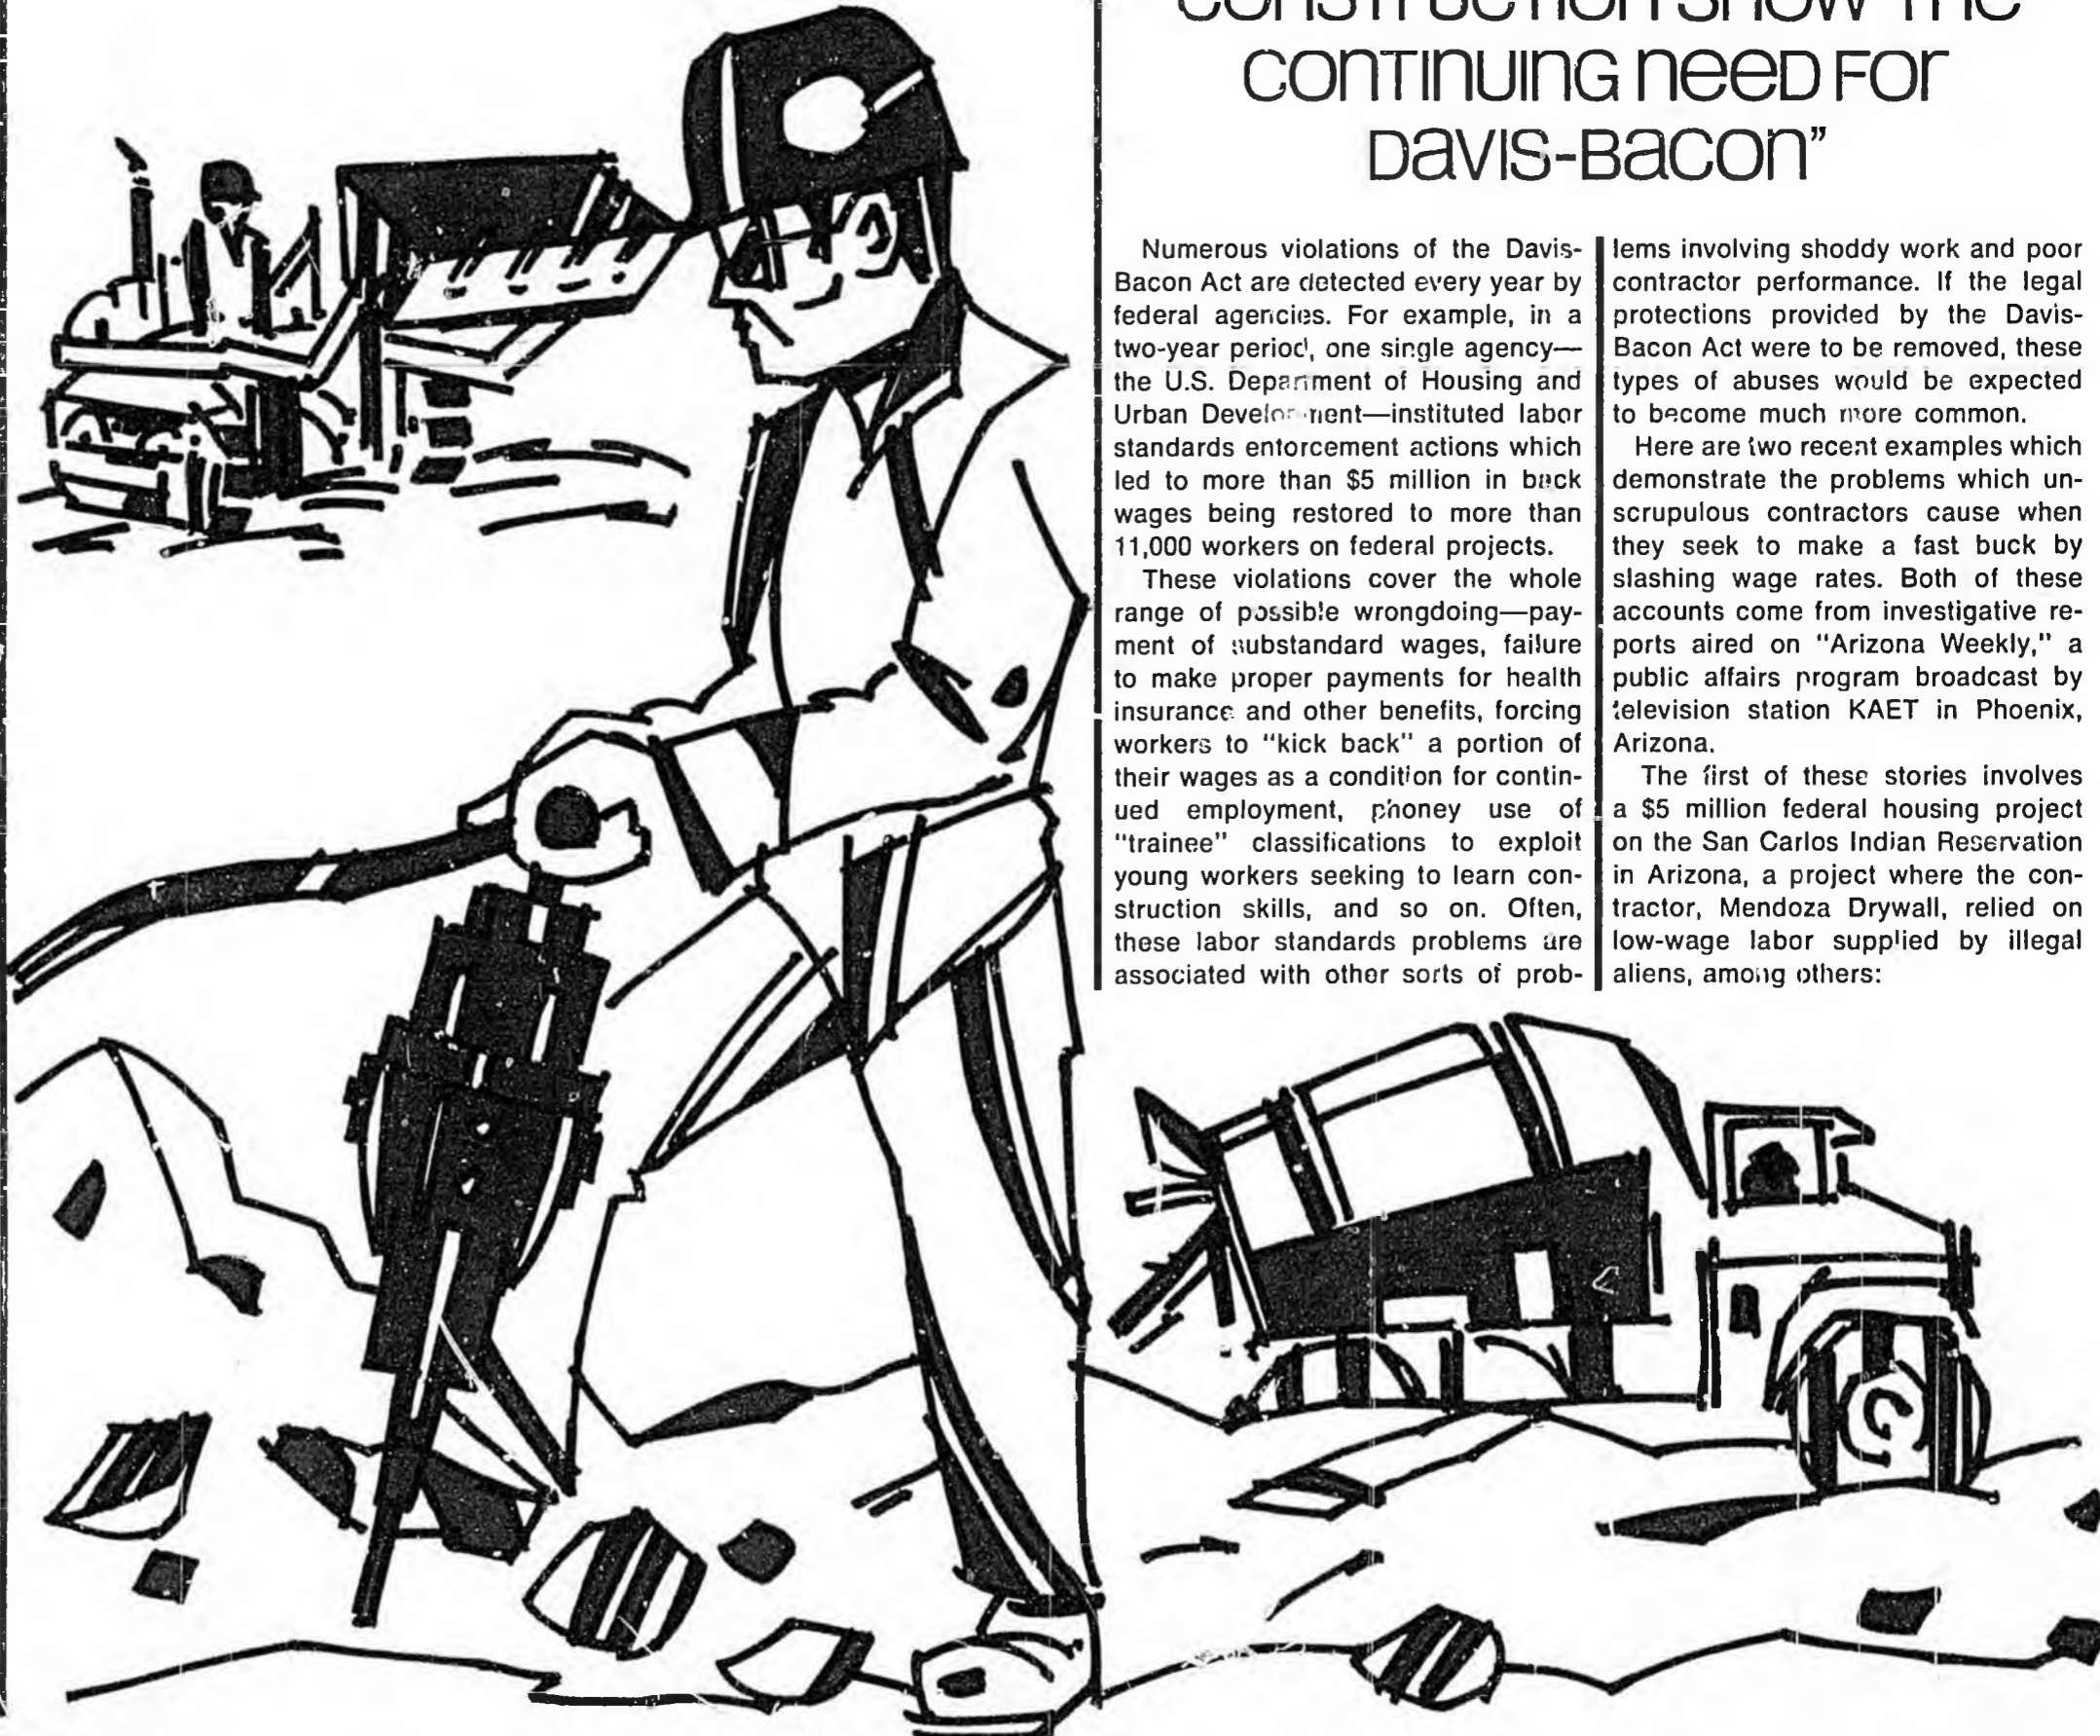 CONSTRUCTION SHOW THE
CONTINUING NEED FOR
DAVIS-BACON”
Numerous violations of the Davis-
Bacon Act are detected every year by
federal agencies. For example, in a
two-year period, one single agency—
the U.S. Department of Housing and
Urban Development—instituted labor
standards enforcement actions which
led to more than $5 million in back
wages being restored to more than
11,000 workers on federal projects.
These violations cover the whole
range of possible wrongdoing—pay-
ment of substandard wages, failure
to make proper payments for health
insurance and other benefits, forcing
workers to "kick back" a portion of
their wages as a condition for contin-
ued employment, phoney use of
"trainee" classifications to exploit
young workers seeking to learn con-
struction skills, and so on. Often,
these labor standards problems are
associated with other sorts of prob-
lems involving shoddy work and poor
contractor performance. If the legal
protections provided by the Davis-
Bacon Act were to be removed, these
types of abuses would be expected
to become much more common.
Here are two recent examples which
demonstrate the problems which un-
scrupulous contractors cause when
they seek to make a fast buck by
slashing wage rates. Both of these
accounts come from investigative re-
ports aired on "Arizona Weekly," a
public affairs program broadcast by
television station KAET in Phoenix,
Arizona.
The first of these stories involves
a $5 million federal housing project
on the San Carlos Indian Reservation
in Arizona, a project where the con-
tractor, Mendoza Drywall, relied on
low-wage labor supplied by illegal
aliens, among others: